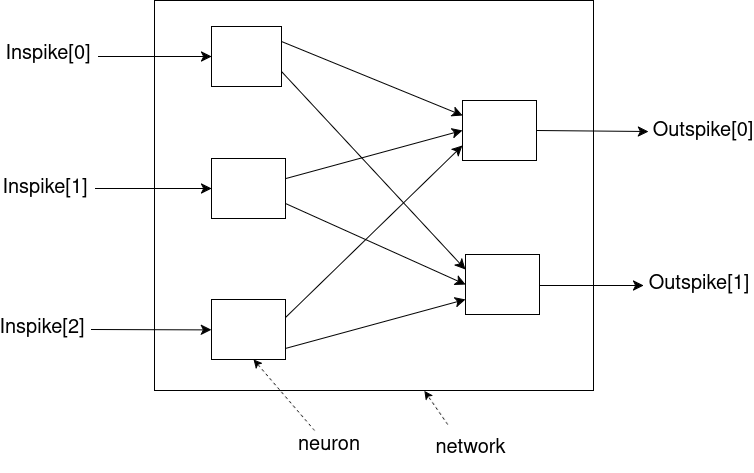 Inspike[0]
Outspike[0]
Inspike[1]
Outspike[1]
Inspike[2]
neuron
network